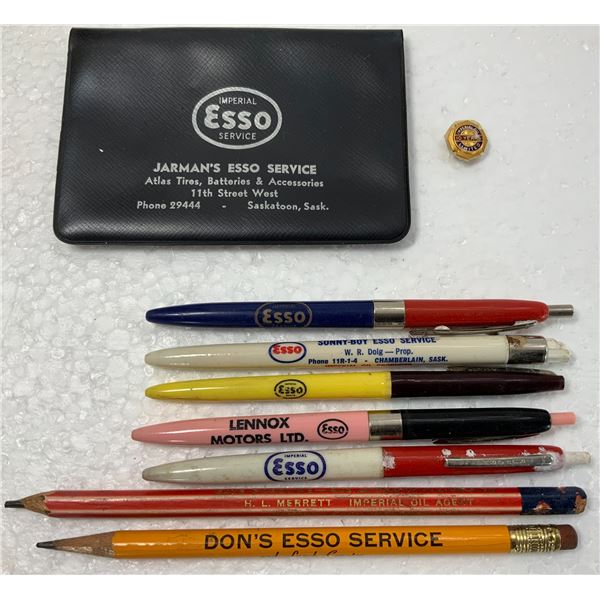 IMPERIAL
Esso
SERVICE
JARMAN'S ESSO SERVICE
Atlas Tires, Batteries & Accessories
11th Street West
Phone 29444 - Saskatoon, Sask.
LIMITED
IMPERIAL
Esso
SUNNY-BOY ESSO SERVICE
Esso
W. R. Doig — Prop.
Phone 11R-1-4 - CHAMBERLAIN, SASK.
Esso
LENNOX
MOTORS LTD.
Esso
IMPERIAL
Esso
SERVICE
H. L. MERRETT IMPERIAL OIL AGENT
DON'S ESSO SERVICE